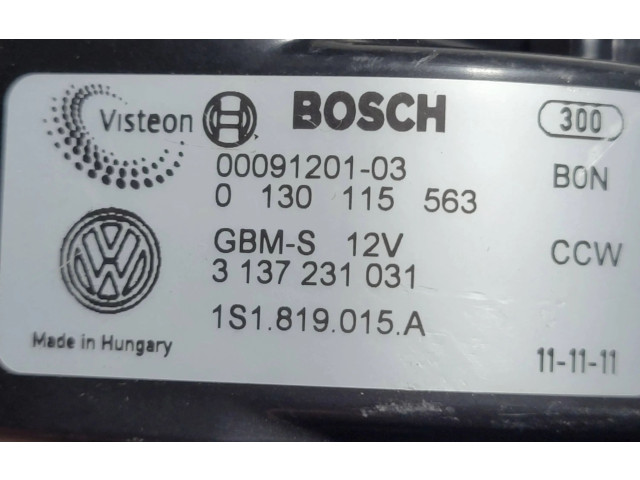 Visteon BOSCH 300
00091201-03 BON
0 130 115 563
GBM-S 12V CCW
3 137 231 031
1S1.819.015.A
Made in Hungary 11-11-11